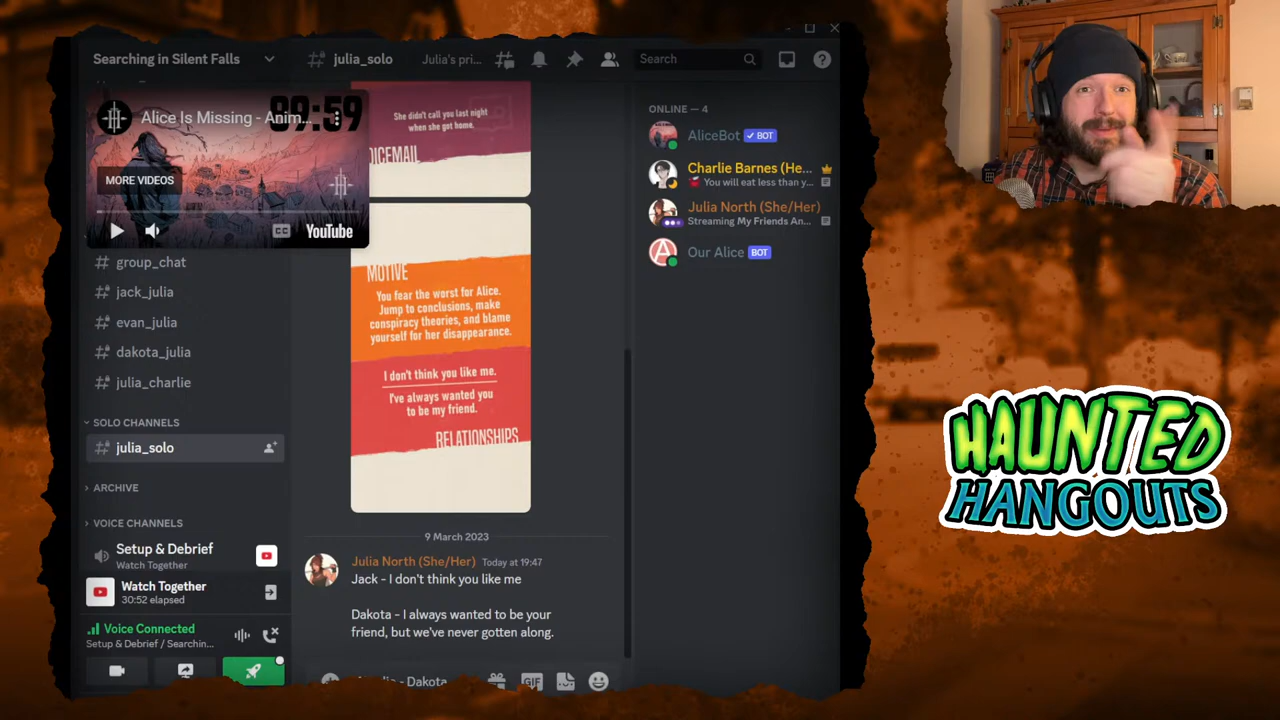 Searching in Silent Falls
julia_solo
Julia's pri...
Search
89:59
Alice Is Missing - Anim...
MORE VIDEOS
CC
YouTube
group_chat
jack_julia
evan_julia
dakota_julia
julia_charlie
SOLO CHANNELS
julia_solo
ARCHIVE
VOICE CHANNELS
Setup & Debrief
Watch Together
Watch Together
30:52 elapsed
Voice Connected
Setup & Debrief / Searchin...
She didn't call you last night
when she got home.
MOTIVE
You fear the worst for Alice.
Jump to conclusions, make
conspiracy theories, and blame
yourself for her disappearance.
I don't think you like me.
I've always wanted you
to be my friend.
RELATIONSHIPS
9 March 2023
Julia North (She/Her) Today at 19:47
Jack - I don't think you like me
Dakota - I always wanted to be your
friend, but we've never gotten along.
GIF
ONLINE — 4
AliceBot BOT
Charlie Barnes (He...
You will eat less than y...
Julia North (She/Her)
Streaming My Friends An...
Our Alice BOT
HAUNTED
HANGOUTS